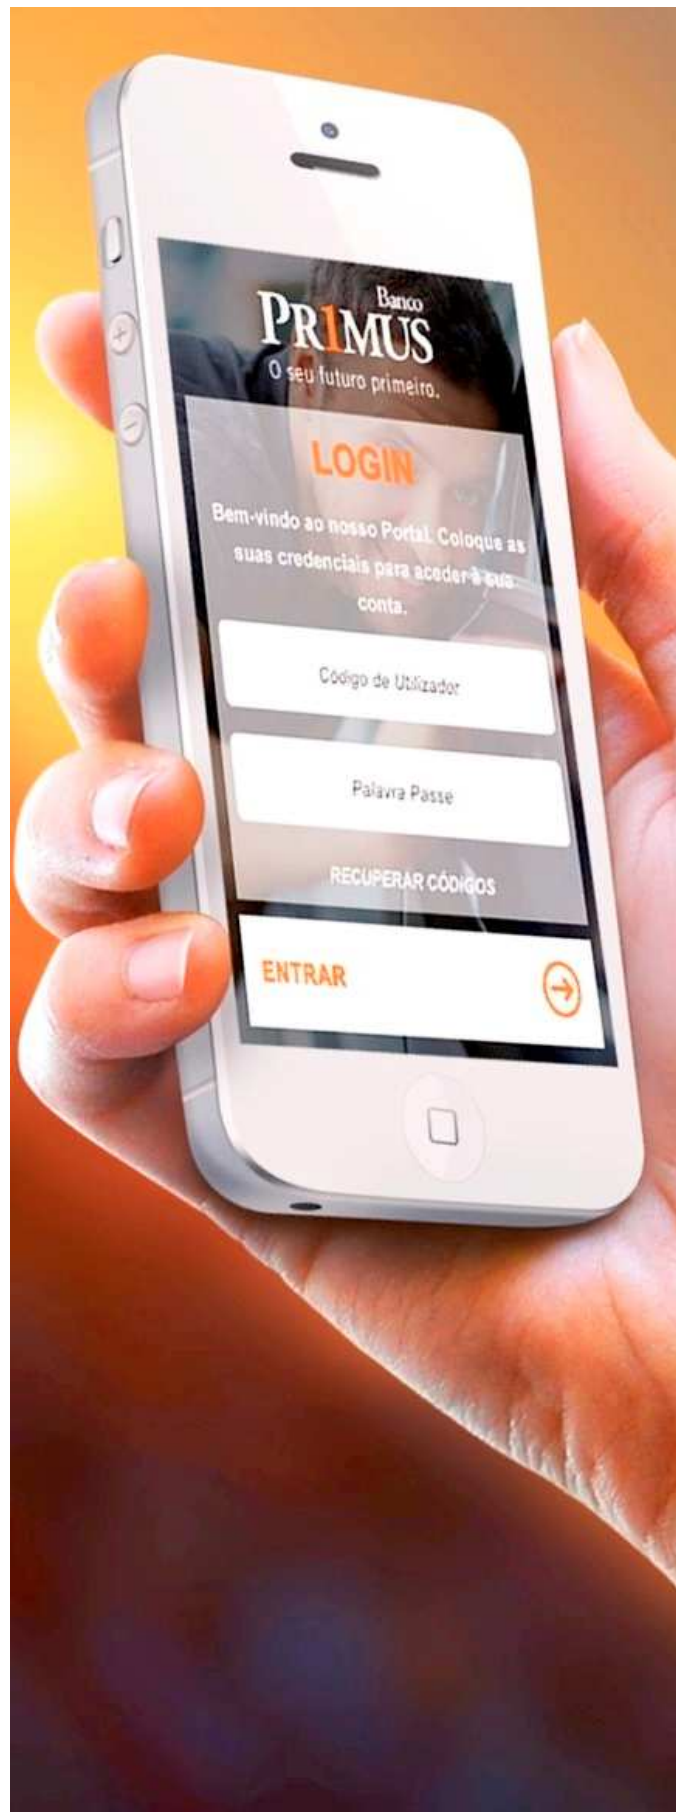 Banco
PR1MUS
O seu futuro primeiro.
LOGIN
Bem-vindo ao nosso Portal. Coloque as
suas credenciais para aceder à sua
conta.
Código de Utilizador
Palavra Passe
RECUPERAR CÓDIGOS
ENTRAR